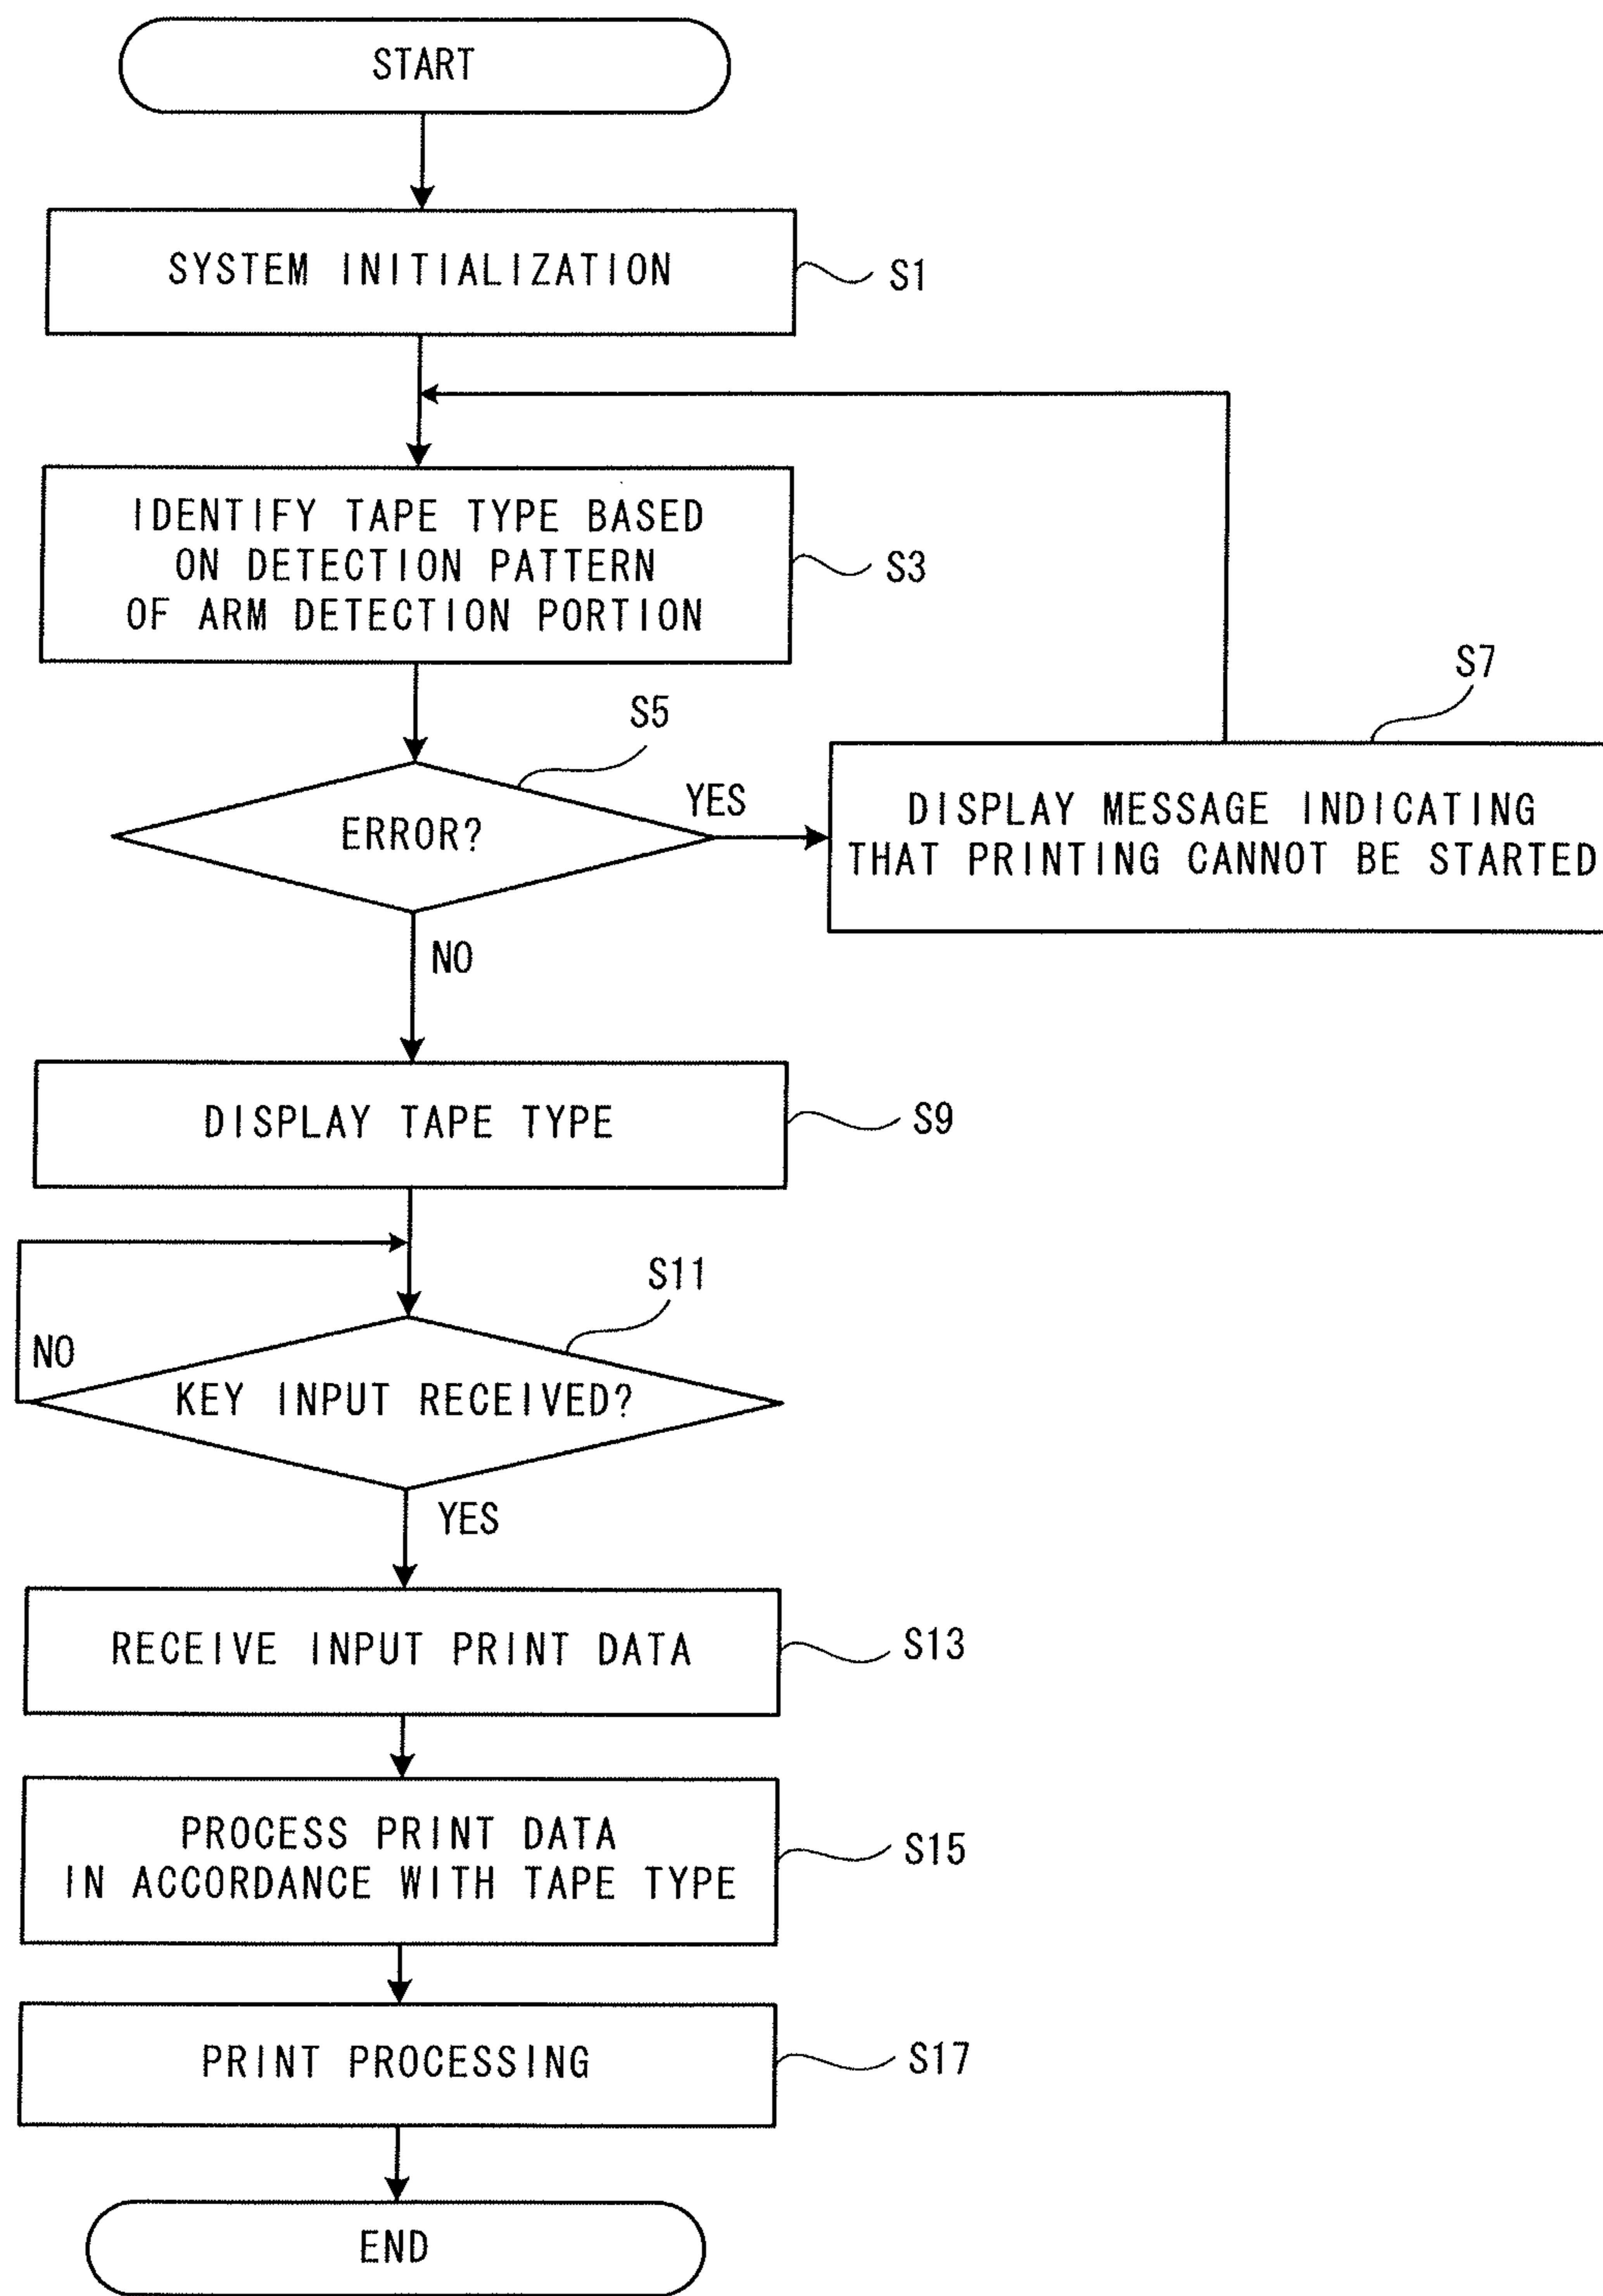 START
SYSTEM INITIALIZATION
S1
IDENTIFY TAPE TYPE BASED
ON DETECTION PATTERN
OF ARM DETECTION PORTION
S3
S5
ERROR?
YES
S7
DISPLAY MESSAGE INDICATING
THAT PRINTING CANNOT BE STARTED
NO
DISPLAY TAPE TYPE
S9
S11
NO
KEY INPUT RECEIVED?
YES
RECEIVE INPUT PRINT DATA
S13
PROCESS PRINT DATA
IN ACCORDANCE WITH TAPE TYPE
S15
PRINT PROCESSING
S17
END